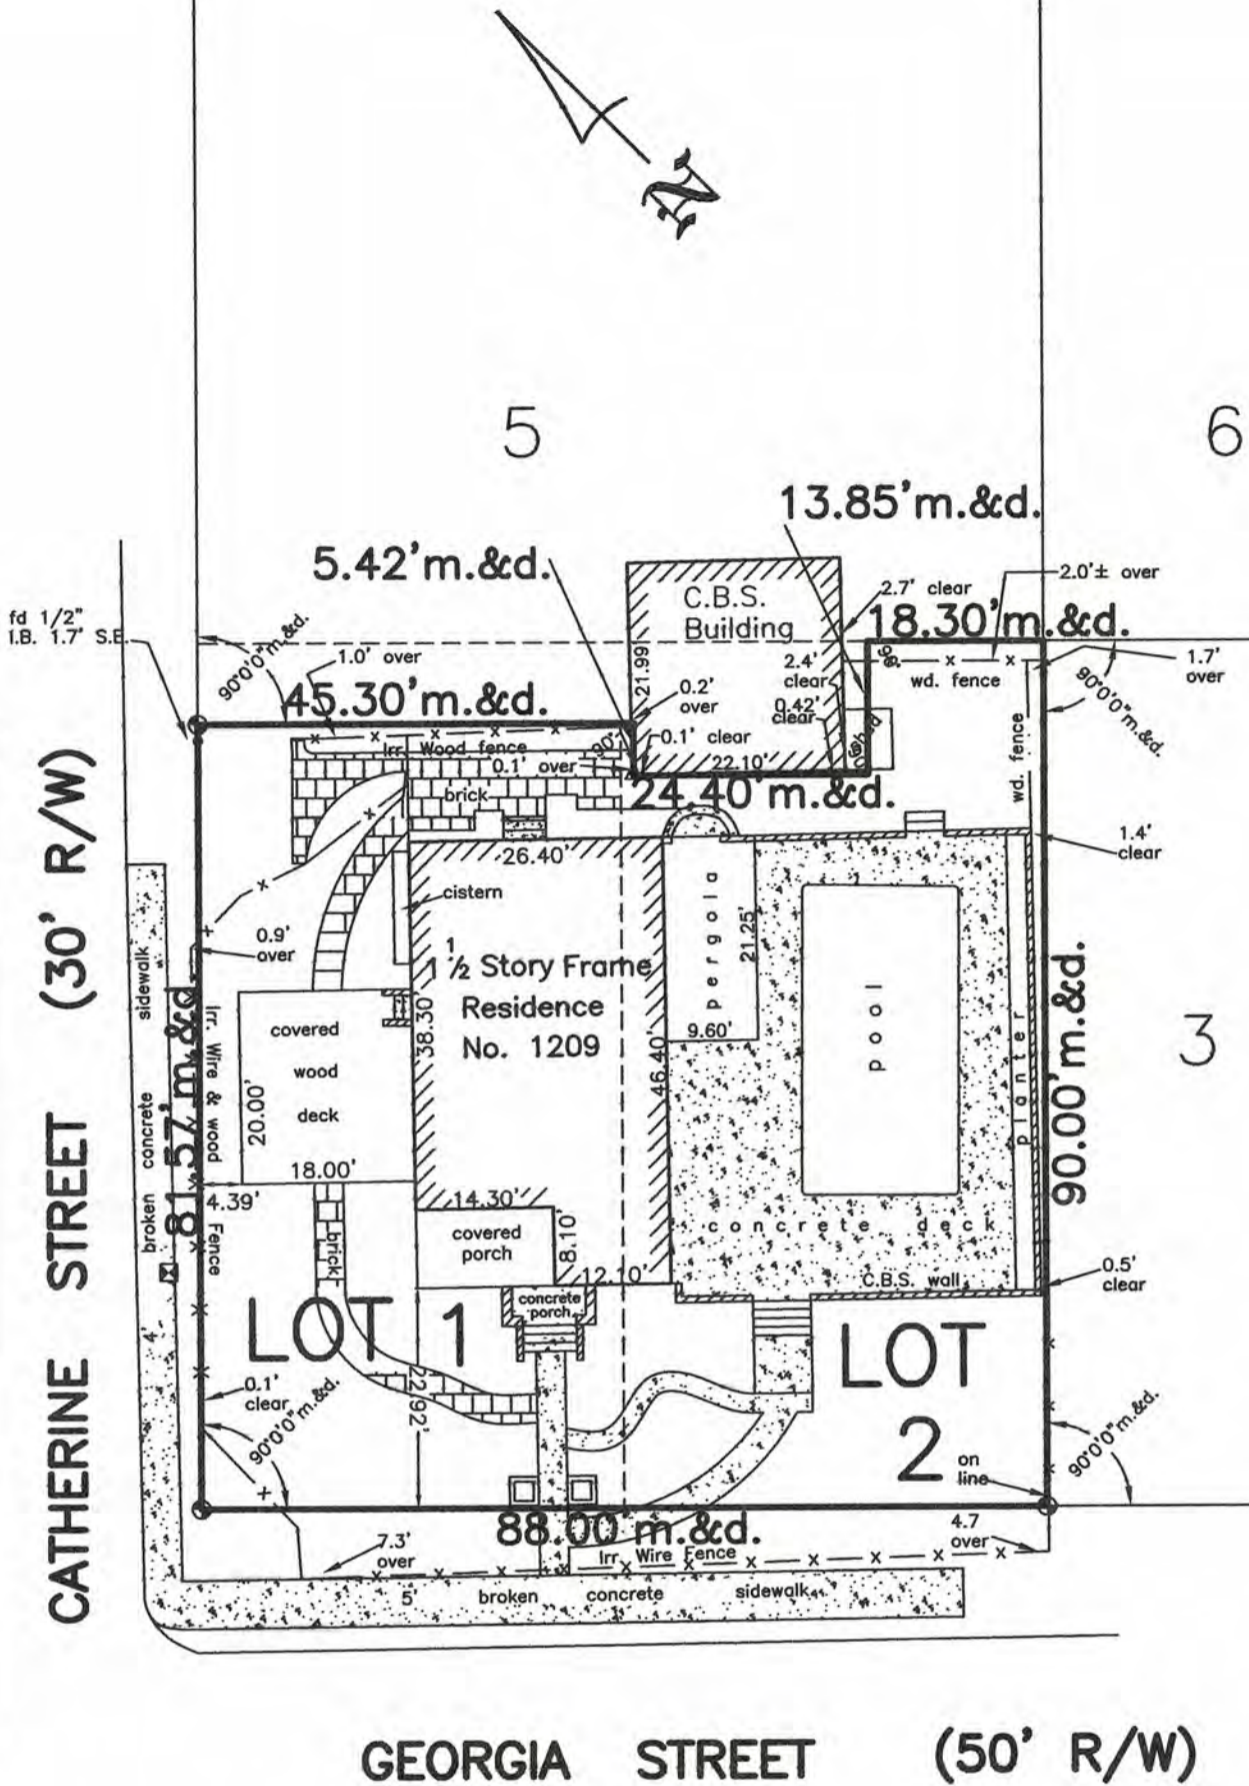 N
5
6
13.85'm.&d.
5.42'm.&d.
C.B.S.
Building
2.7' clear
2.0'± over
18.30'm.&d.
fd 1/2"
I.B. 1.7' S.E.
90°0'0"m.&d.
1.0' over
21.99'
2.4'
clear
wd. fence
1.7'
over
90°0'0"m.&d.
45.30'm.&d.
0.2'
over
0.42'
clear
Irr. Wood fence
90°
0.1' clear
0.1' over
22.10'
wd. fence
24.40'm.&d.
brick
26.40'
1.4'
clear
cistern
pergola
21.25'
sidewalk
0.9'
over
1 1/2 Story Frame
Residence
No. 1209
38.30'
46.40'
9.60'
pool
3
covered
wood
deck
20.00'
18.00'
81.57' m.&d.
Irr. Wire & wood
Fence
planter
90.00'm.&d.
broken concrete
4.39'
14.30'
covered
porch
8.10'
12.10'
concrete deck
C.B.S. wall
brick
concrete
porch
0.5'
clear
4'
LOT 1
LOT
2
22.92'
0.1'
clear
90°0'0"m.&d.
on
line
90°0'0"m.&d.
88.00 m.&d.
7.3'
over
Irr Wire Fence
4.7
over
5' broken concrete sidewalk
CATHERINE STREET (30' R/W)
GEORGIA STREET (50' R/W)